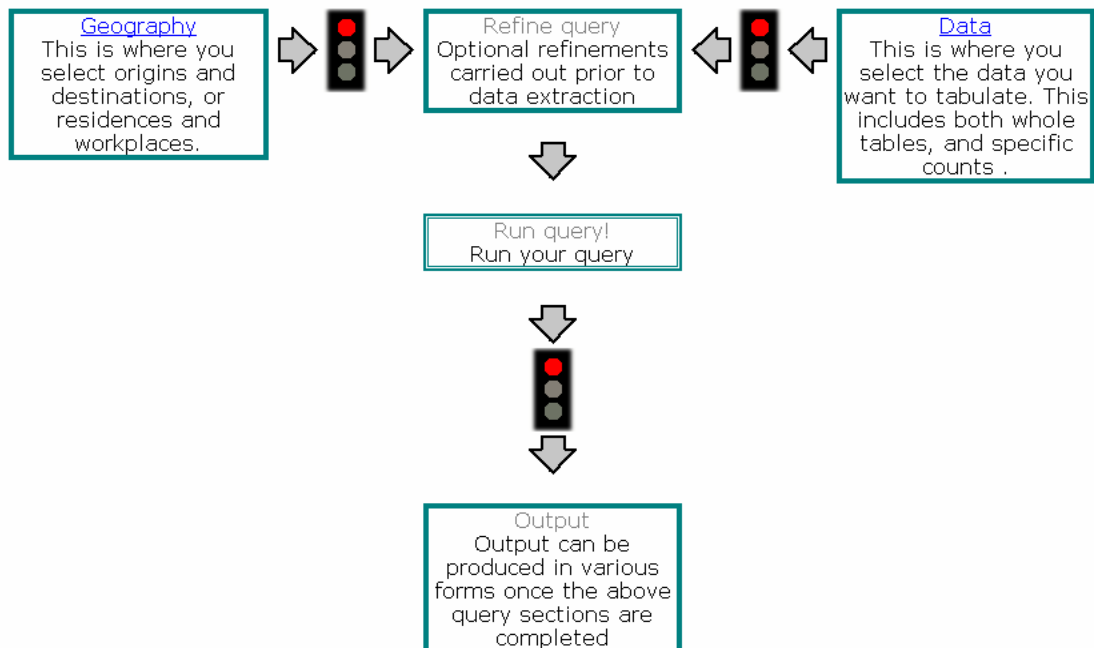 Geography
This is where you
select origins and
destinations, or
residences and
workplaces.
Refine query
Optional refinements
carried out prior to
data extraction
Data
This is where you
select the data you
want to tabulate. This
includes both whole
tables, and specific
counts .
Run query!
Run your query
Output
Output can be
produced in various
forms once the above
query sections are
completed